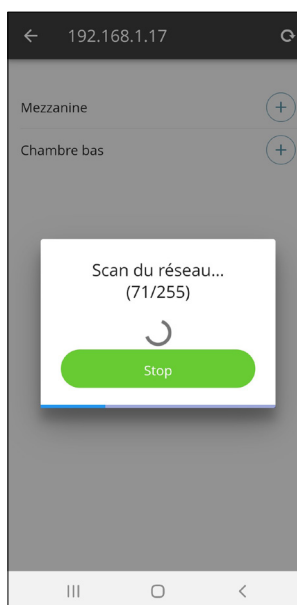 192.168.1.17
Mezzanine
Chambre bas
Scan du réseau...
(71/255)
Stop